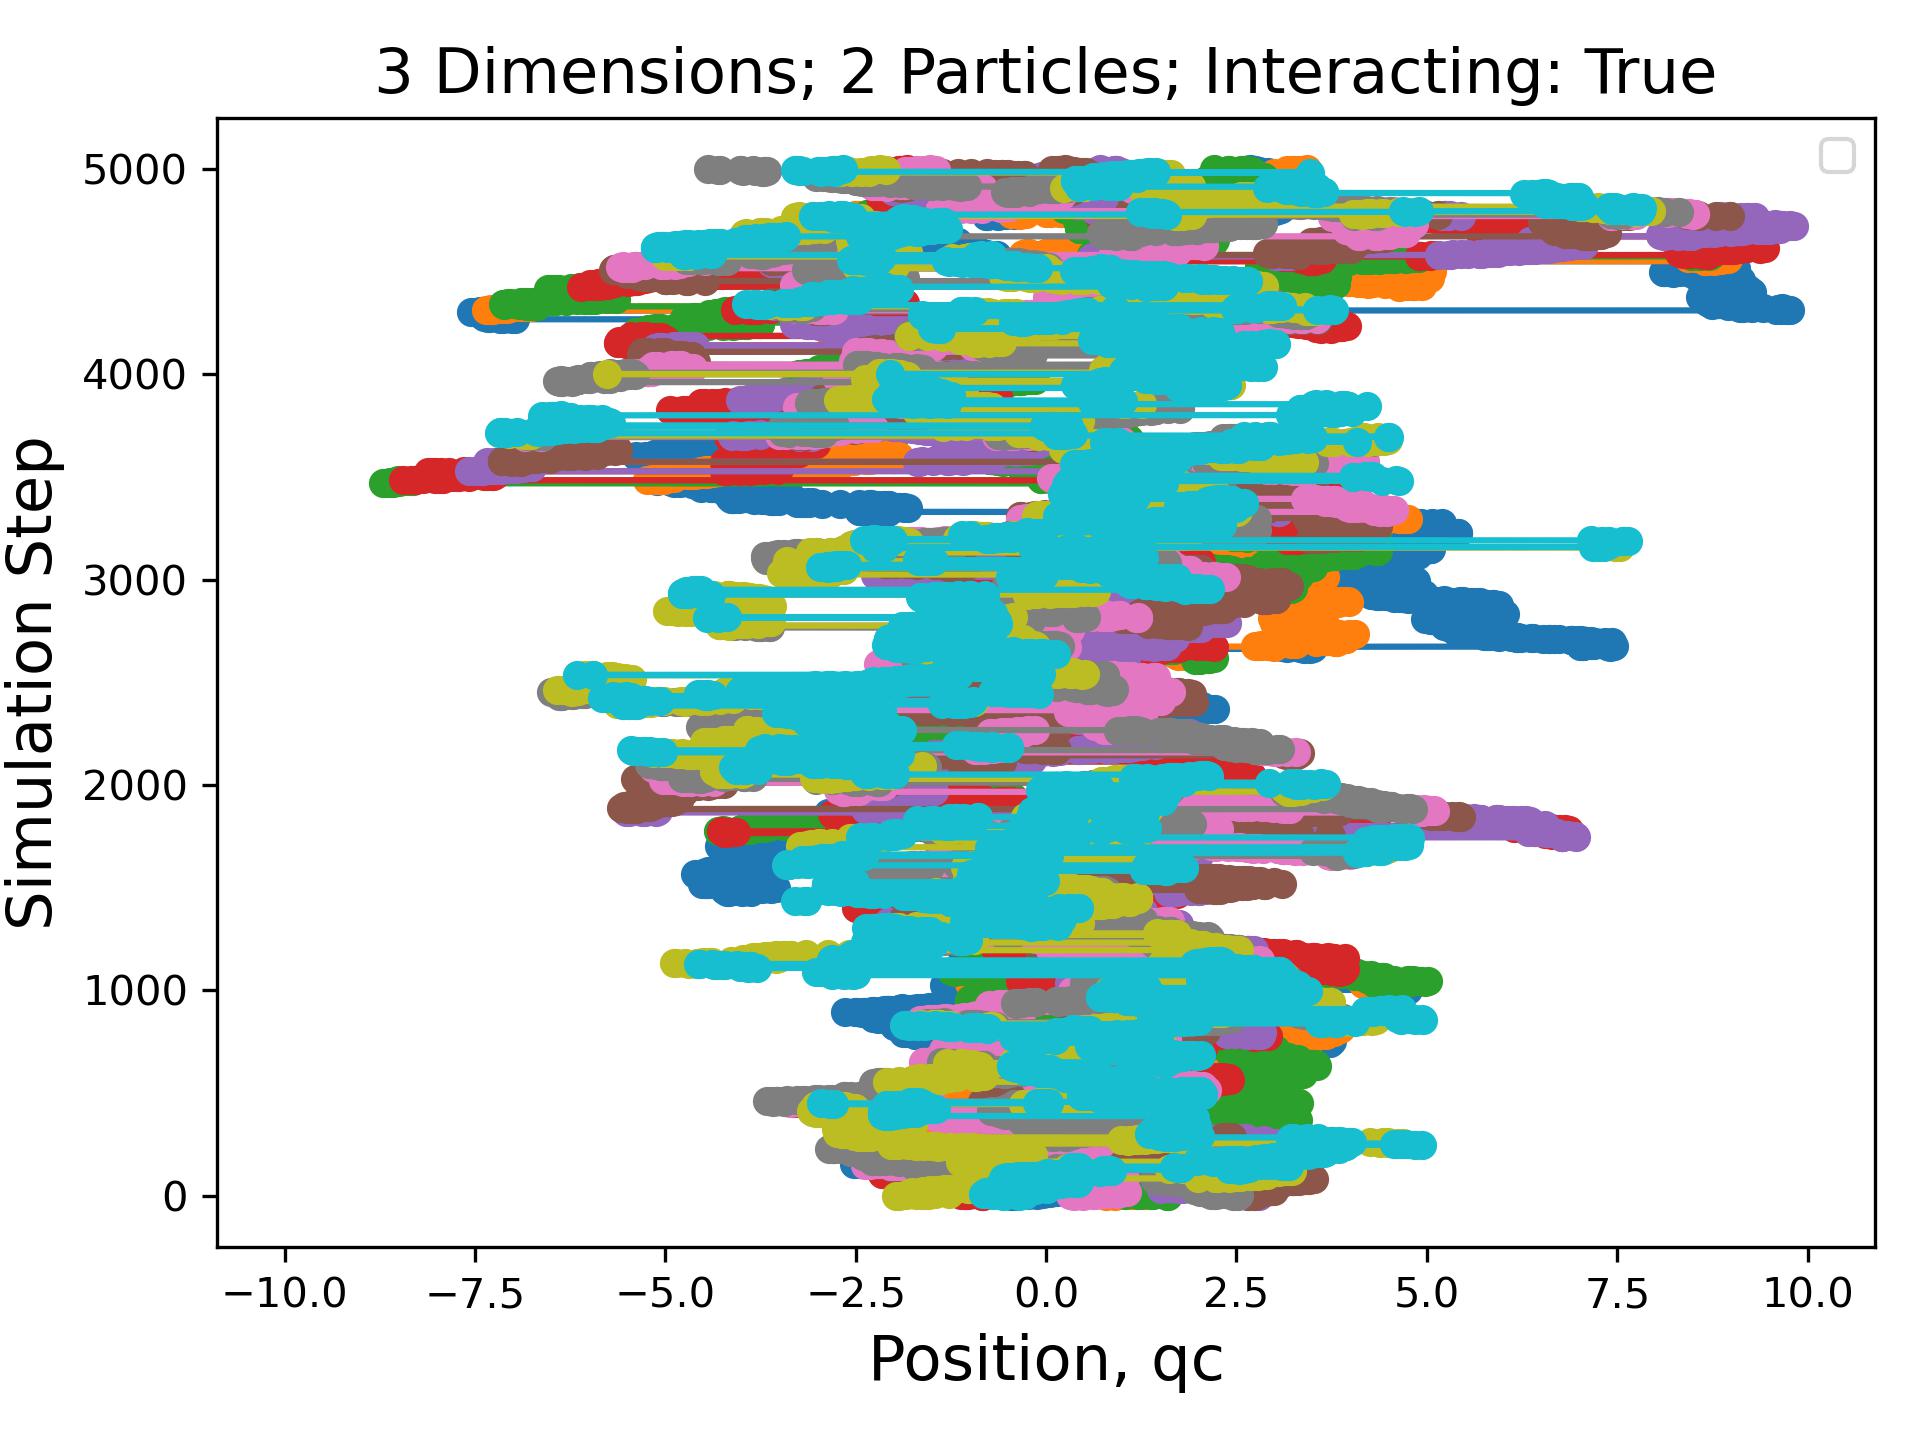 3 Dimensions; 2 Particles; Interacting: True
Simulation Step
5000
4000
3000
2000
1000
0
−10.0 −7.5 −5.0 −2.5 0.0 2.5 5.0 7.5 10.0
Position, qc